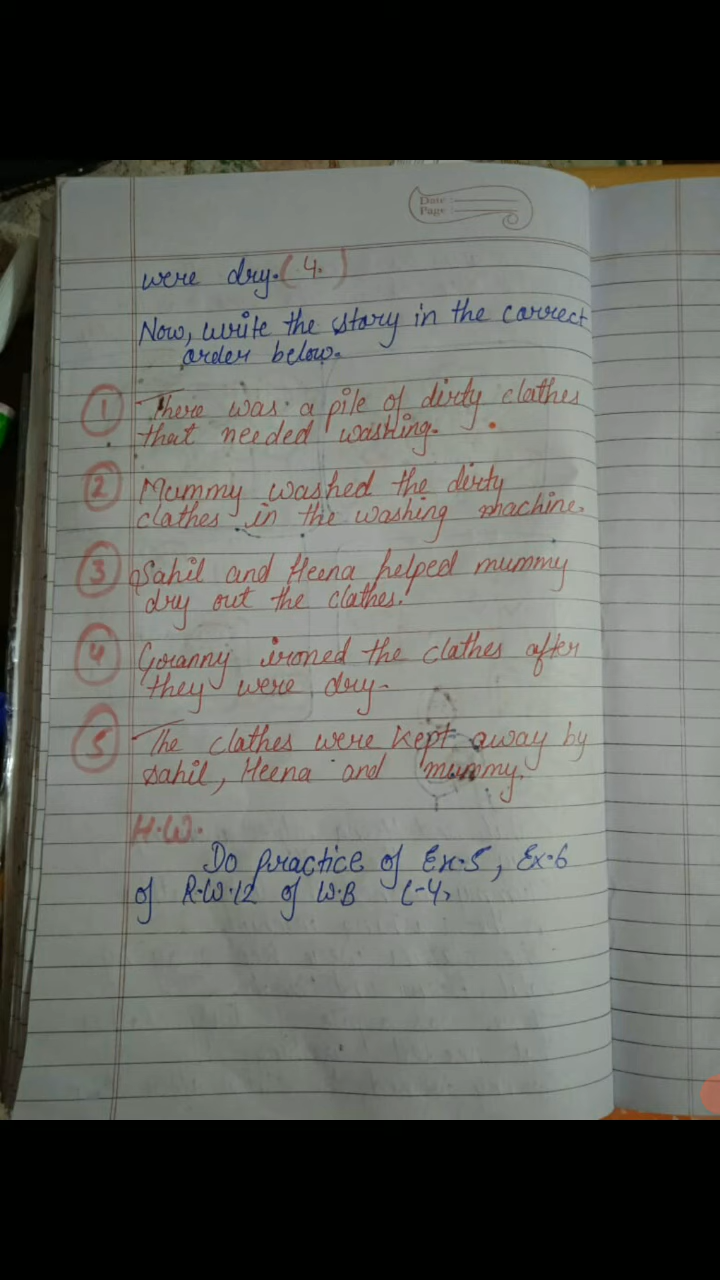 Date :
Page :
were dry. ( 4. )
Now, write the story in the correct
order below.
1 There was a pile of dirty clothes
that needed washing.
2 Mummy washed the dirty
clothes in the washing machine.
3 Sahil and Heena helped mummy
dry out the clothes.
4 Granny ironed the clothes after
they were dry.
5 The clothes were kept away by
Sahil, Heena and mummy.
H.W.
Do practice of Ex-5, Ex-6
of R.W.12 of W.B L-4,